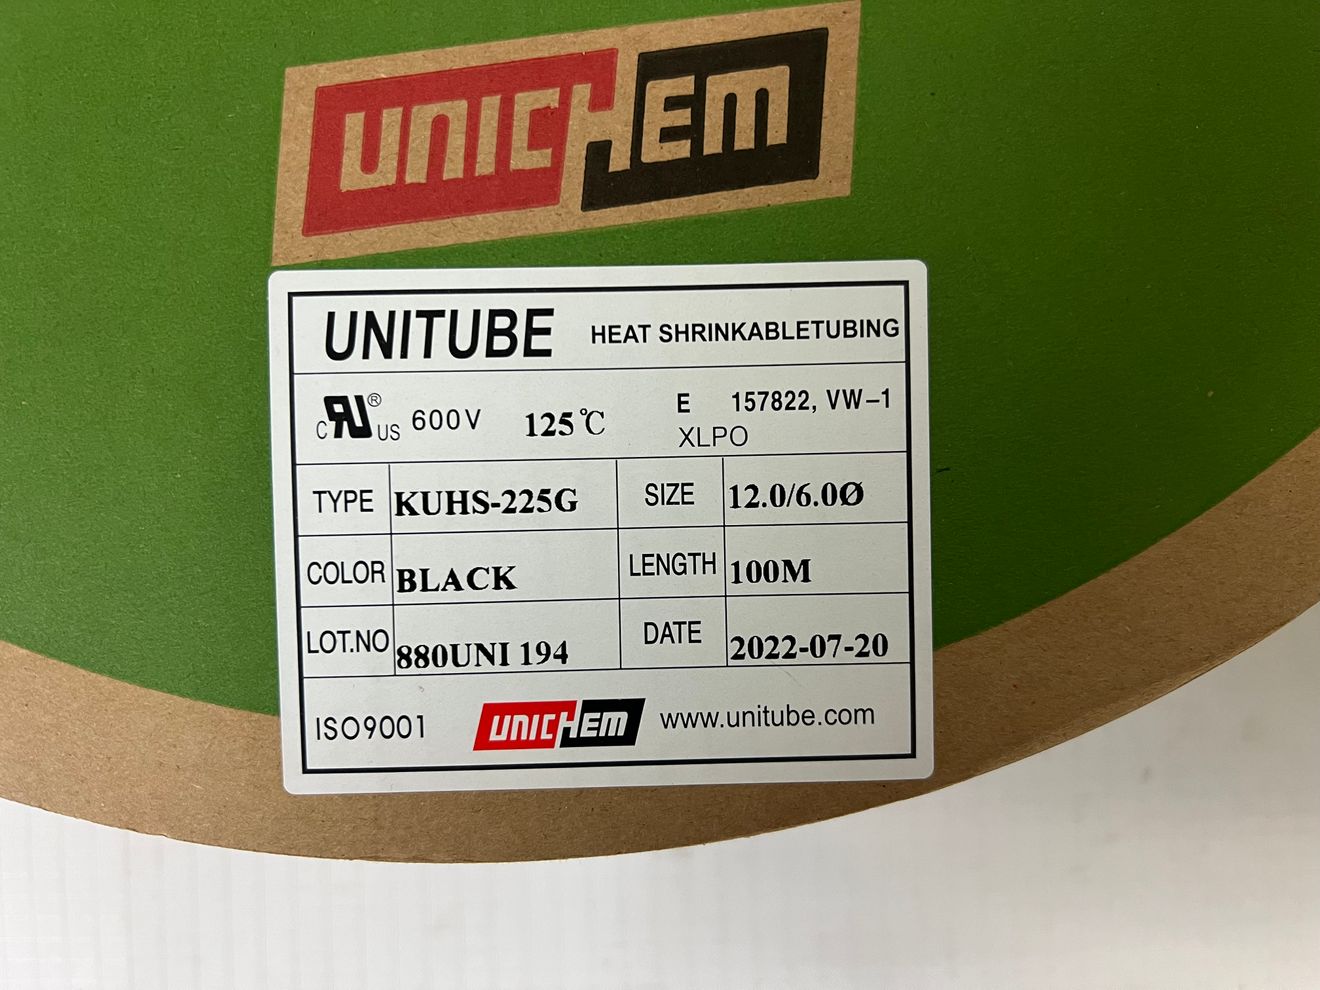 UNICHEM
UNITUBE HEAT SHRINKABLETUBING
C RU ® US 600V 125℃ E 157822, VW-1
XLPO
TYPE KUHS-225G SIZE 12.0/6.0Ø
COLOR BLACK LENGTH 100M
LOT.NO 880UNI 194 DATE 2022-07-20
ISO9001 UNICHEM www.unitube.com